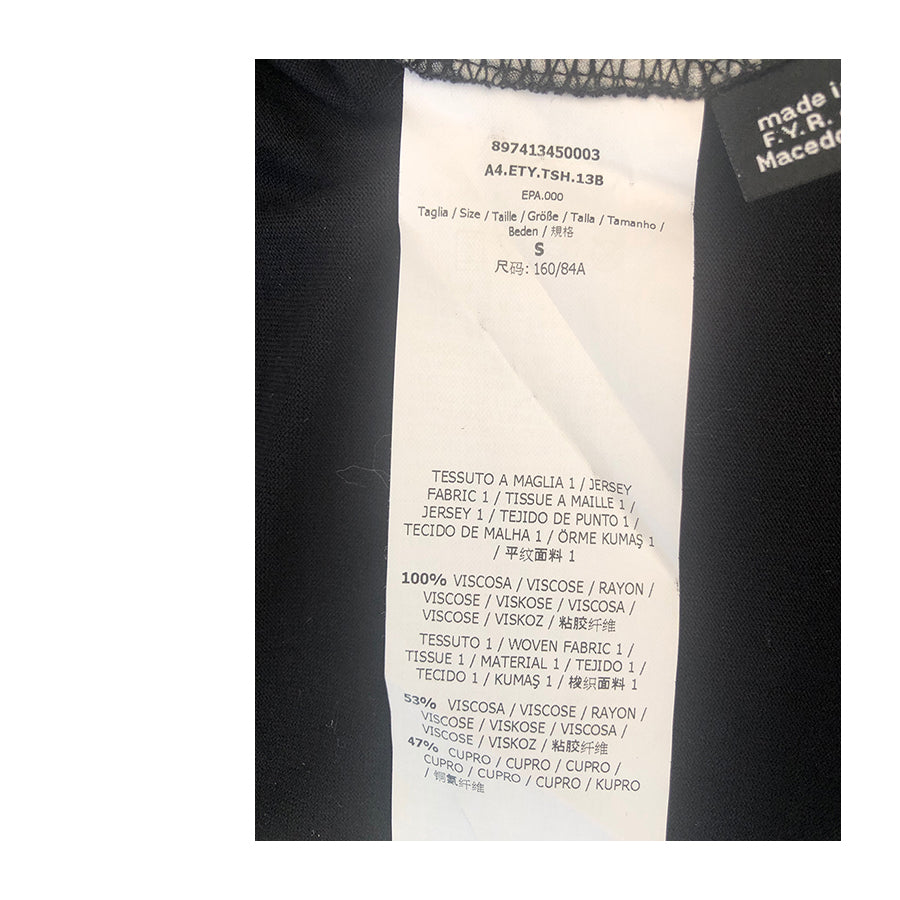 made
F.Y.R.
897413450003
A4.ETY.TSH.13B
EPA.000
Taglia / Size / Taille / Größe / Talla / Tamanho /
Beden / 規格
S
尺码: 160/84A
TESSUTO A MAGLIA 1 / JERSEY
FABRIC 1 / TISSUE A MAILLE 1 /
JERSEY 1 / TEJIDO DE PUNTO 1 /
TECIDO DE MALHA 1 / ÖRME KUMAŞ 1
/ 平纹面料 1
100% VISCOSA / VISCOSE / RAYON /
VISCOSE / VISKOSE / VISCOSA /
VISCOSE / VISKOZ / 粘胶纤维
TESSUTO 1 / WOVEN FABRIC 1 /
TISSUE 1 / MATERIAL 1 / TEJIDO 1 /
TECIDO 1 / KUMAŞ 1 / 梭织面料 1
53% VISCOSA / VISCOSE / RAYON /
VISCOSE / VISKOSE / VISCOSA /
VISCOSE / VISKOZ / 粘胶纤维
47% CUPRO / CUPRO / CUPRO /
CUPRO / CUPRO / CUPRO / KUPRO
/ 铜氨纤维